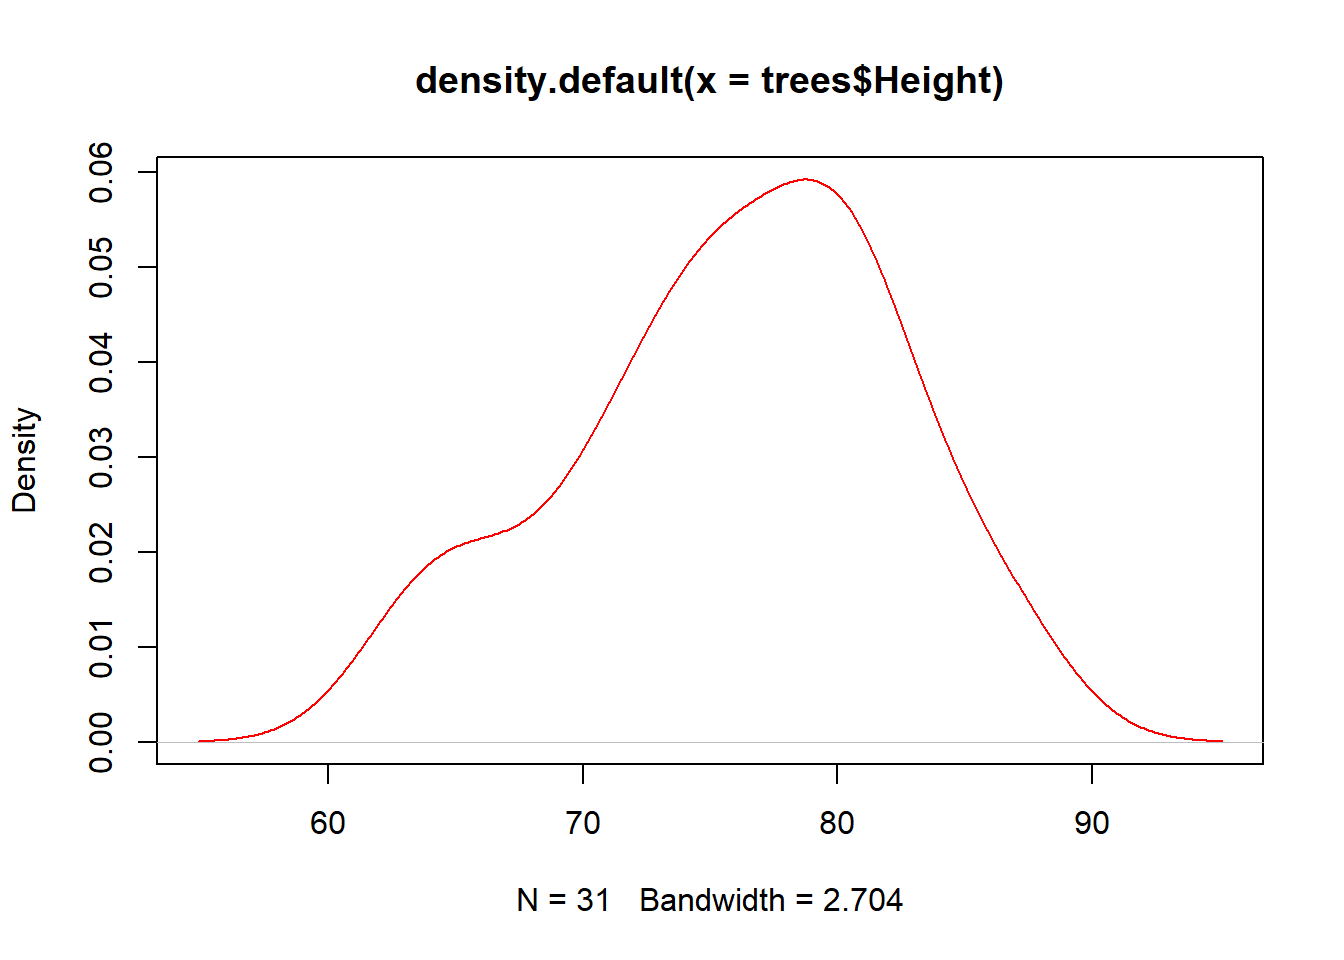 density.default(x = trees$Height)
Density
0.06
0.05
0.04
0.03
0.02
0.01
0.00
60 70 80 90
N = 31   Bandwidth = 2.704